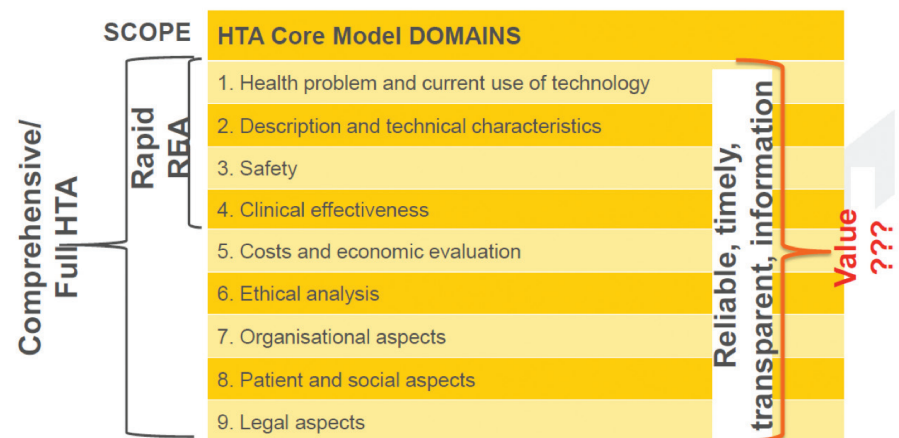 SCOPE
HTA Core Model DOMAINS
Comprehensive/
Full HTA
Rapid
REA
1. Health problem and current use of technology
2. Description and technical characteristics
3. Safety
4. Clinical effectiveness
5. Costs and economic evaluation
6. Ethical analysis
7. Organisational aspects
8. Patient and social aspects
9. Legal aspects
Reliable, timely,
transparent, information
Value
???